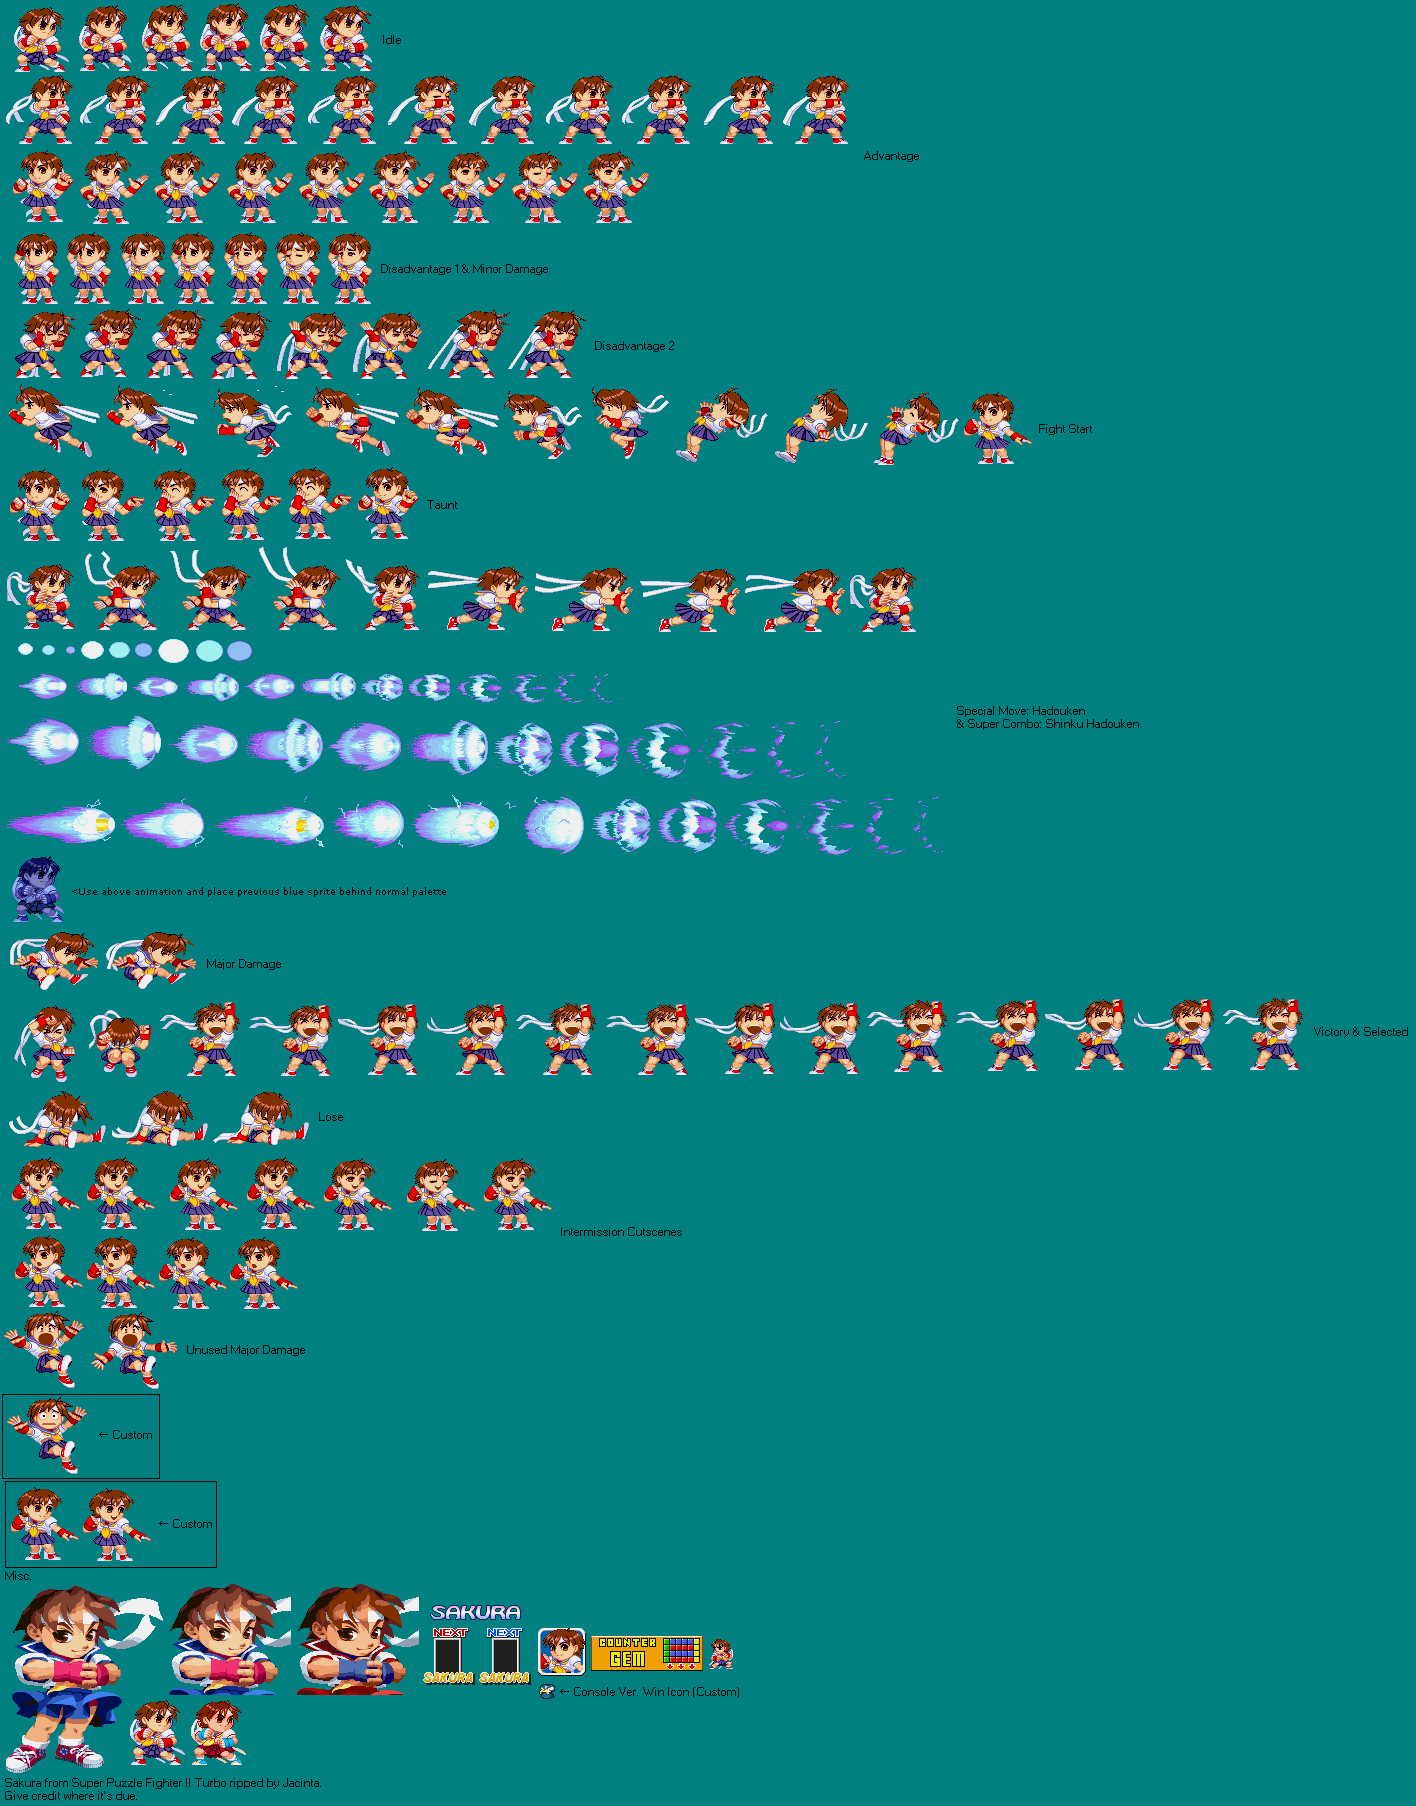 Idle
Advantage
Disadvantage 1 & Minor Damage
Disadvantage 2
Fight Start
Taunt
Special Move: Hadouken
& Super Combo: Shinku Hadouken
<Use above animation and place previous blue sprite behind normal palette
Major Damage
Victory & Selected
Lose
Intermission Cutscenes
Unused Major Damage
← Custom
← Custom
Misc.
SAKURA
NEXT
NEXT
SAKURA
SAKURA
COUNTER
GEM
← Console Ver. Win Icon (Custom)
Sakura from Super Puzzle Fighter II Turbo ripped by Jacinta.
Give credit where it's due.